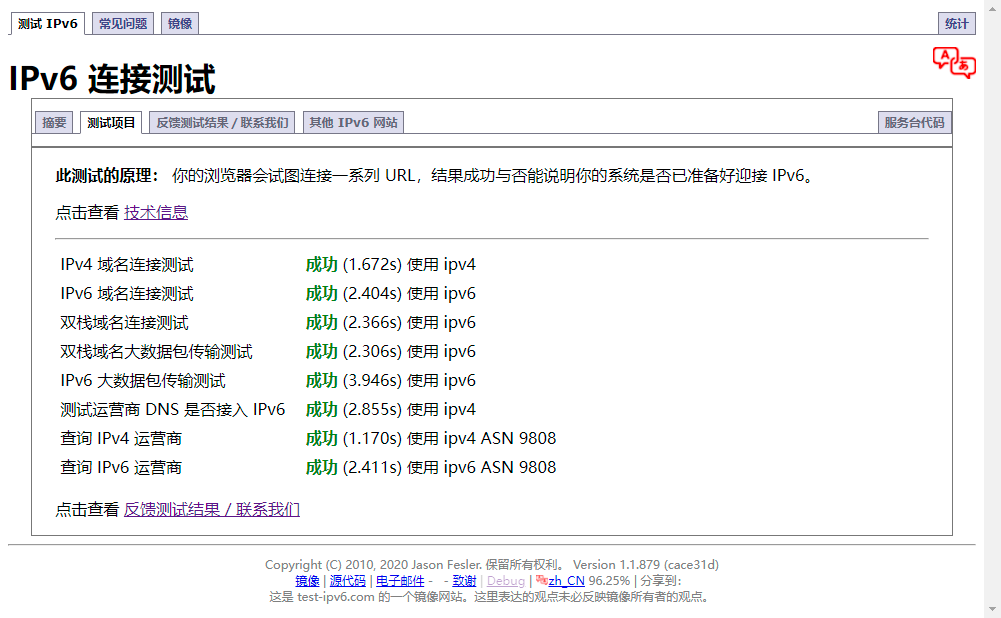 测试 IPv6 常见问题 镜像 统计
IPv6 连接测试
摘要 测试项目 反馈测试结果 / 联系我们 其他 IPv6 网站 服务台代码
此测试的原理： 你的浏览器会试图连接一系列 URL，结果成功与否能说明你的系统是否已准备好迎接 IPv6。
点击查看 技术信息
IPv4 域名连接测试 成功 (1.672s) 使用 ipv4
IPv6 域名连接测试 成功 (2.404s) 使用 ipv6
双栈域名连接测试 成功 (2.366s) 使用 ipv6
双栈域名大数据包传输测试 成功 (2.306s) 使用 ipv6
IPv6 大数据包传输测试 成功 (3.946s) 使用 ipv6
测试运营商 DNS 是否接入 IPv6 成功 (2.855s) 使用 ipv4
查询 IPv4 运营商 成功 (1.170s) 使用 ipv4 ASN 9808
查询 IPv6 运营商 成功 (2.411s) 使用 ipv6 ASN 9808
点击查看 反馈测试结果 / 联系我们
Copyright (C) 2010, 2020 Jason Fesler. 保留所有权利。 Version 1.1.879 (cace31d)
镜像 | 源代码 | 电子邮件 - - 致谢 | Debug | zh_CN 96.25% | 分享到:
这是 test-ipv6.com 的一个镜像网站。这里表达的观点未必反映镜像所有者的观点。